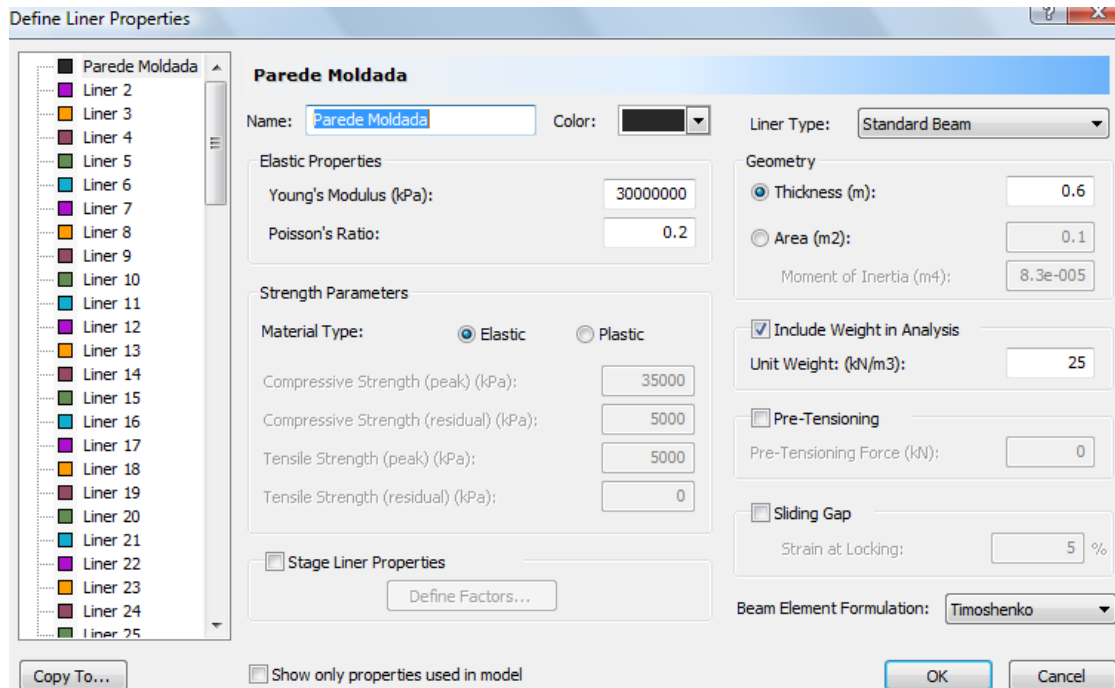 Define Liner Properties
?
X
Parede Moldada
Liner 2
Liner 3
Liner 4
Liner 5
Liner 6
Liner 7
Liner 8
Liner 9
Liner 10
Liner 11
Liner 12
Liner 13
Liner 14
Liner 15
Liner 16
Liner 17
Liner 18
Liner 19
Liner 20
Liner 21
Liner 22
Liner 23
Liner 24
Liner 25
Copy To...
Parede Moldada
Name: Parede Moldada Color:
Liner Type: Standard Beam
Elastic Properties
Young's Modulus (kPa): 30000000
Poisson's Ratio: 0.2
Strength Parameters
Material Type: Elastic Plastic
Compressive Strength (peak) (kPa): 35000
Compressive Strength (residual) (kPa): 5000
Tensile Strength (peak) (kPa): 5000
Tensile Strength (residual) (kPa): 0
Stage Liner Properties
Define Factors...
Geometry
Thickness (m): 0.6
Area (m2): 0.1
Moment of Inertia (m4): 8.3e-005
Include Weight in Analysis
Unit Weight: (kN/m3): 25
Pre-Tensioning
Pre-Tensioning Force (kN): 0
Sliding Gap
Strain at Locking: 5 %
Beam Element Formulation: Timoshenko
Show only properties used in model
OK Cancel